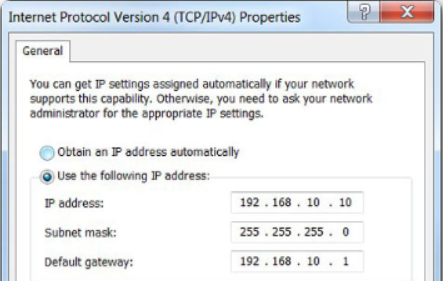 Internet Protocol Version 4 (TCP/IPv4) Properties
General
You can get IP settings assigned automatically if your network
supports this capability. Otherwise, you need to ask your network
administrator for the appropriate IP settings.
Obtain an IP address automatically
Use the following IP address:
IP address: 192 . 168 . 10 . 10
Subnet mask: 255 . 255 . 255 . 0
Default gateway: 192 . 168 . 10 . 1